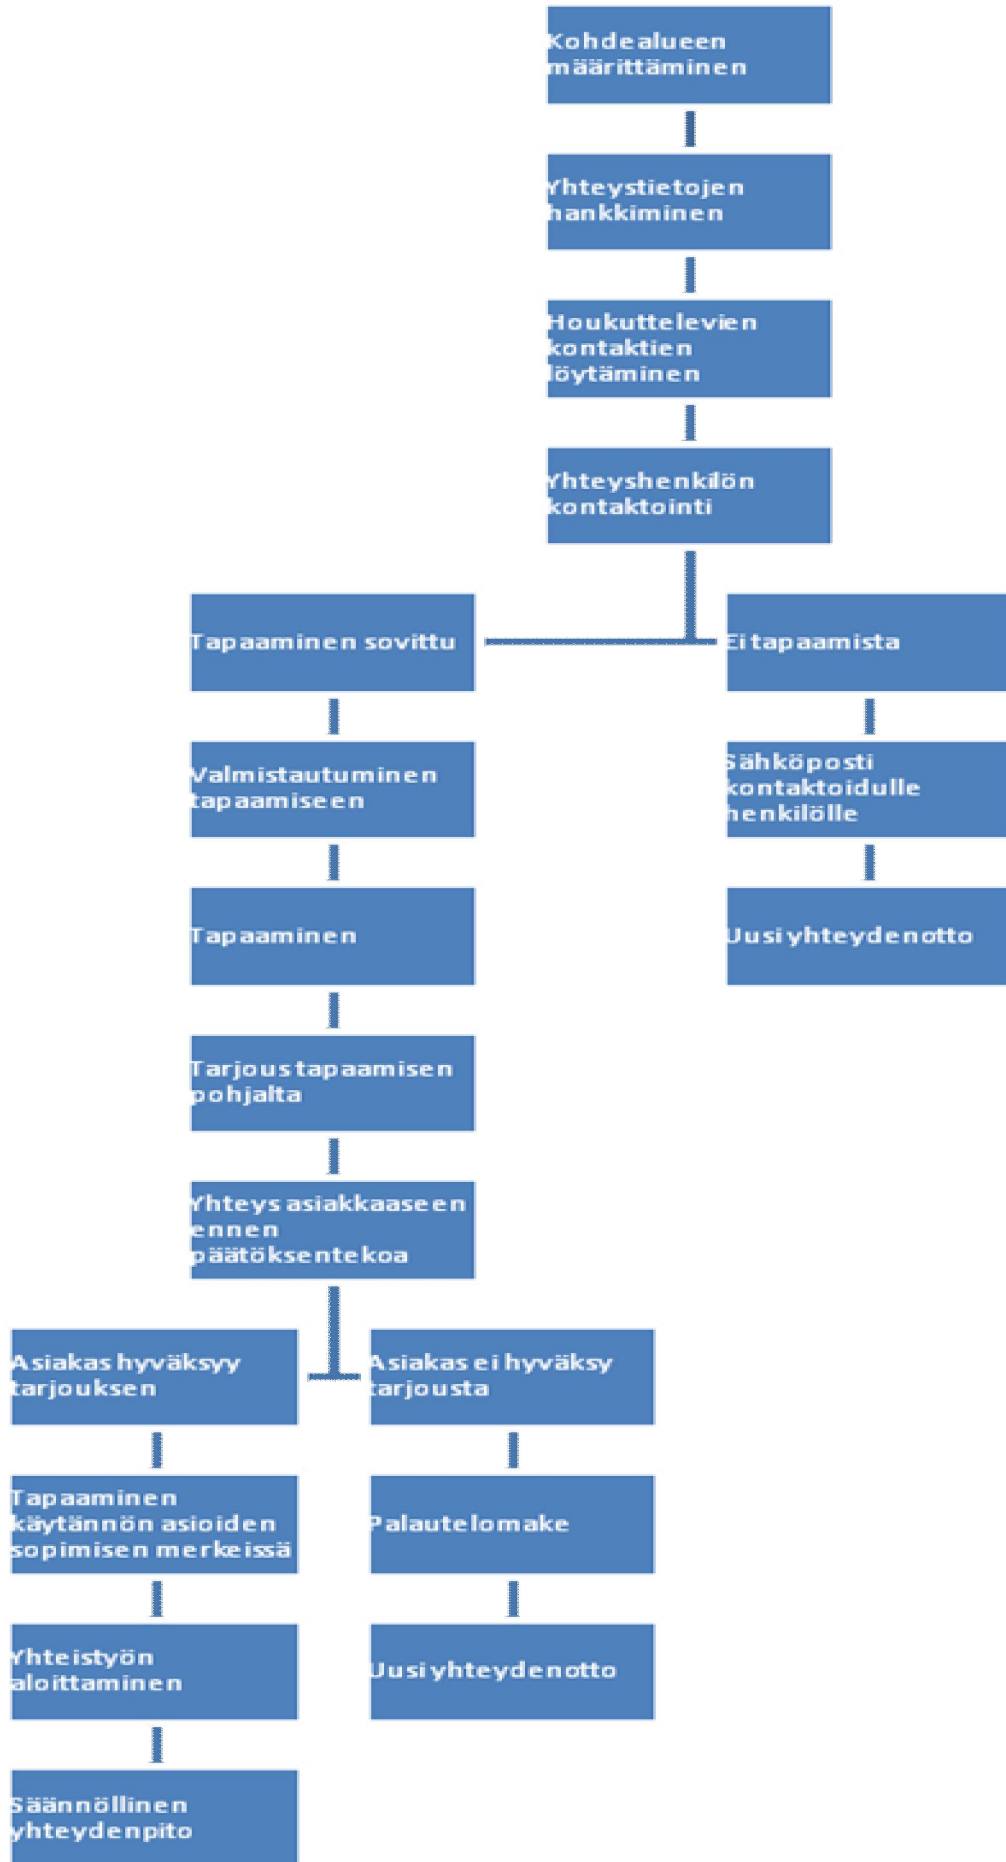 Kohdealueen
määrittäminen
Yhteystietojen
hankkiminen
Houkuttelevien
kontaktien
löytäminen
Yhteyshenkilön
kontaktointi
Tapaaminen sovittu
Ei tapaamista
Valmistautuminen
tapaamiseen
Sähköposti
kontaktoidulle
henkilölle
Tapaaminen
Uusi yhteydenotto
Tarjous tapaamisen
pohjalta
Yhteys asiakkaaseen
ennen
päätöksentekoa
Asiakas hyväksyy
tarjouksen
Asiakas ei hyväksy
tarjousta
Tapaaminen
käytännön asioiden
sopimisen merkeissä
Palautelomake
Yhteistyön
aloittaminen
Uusi yhteydenotto
Säännöllinen
yhteydenpito